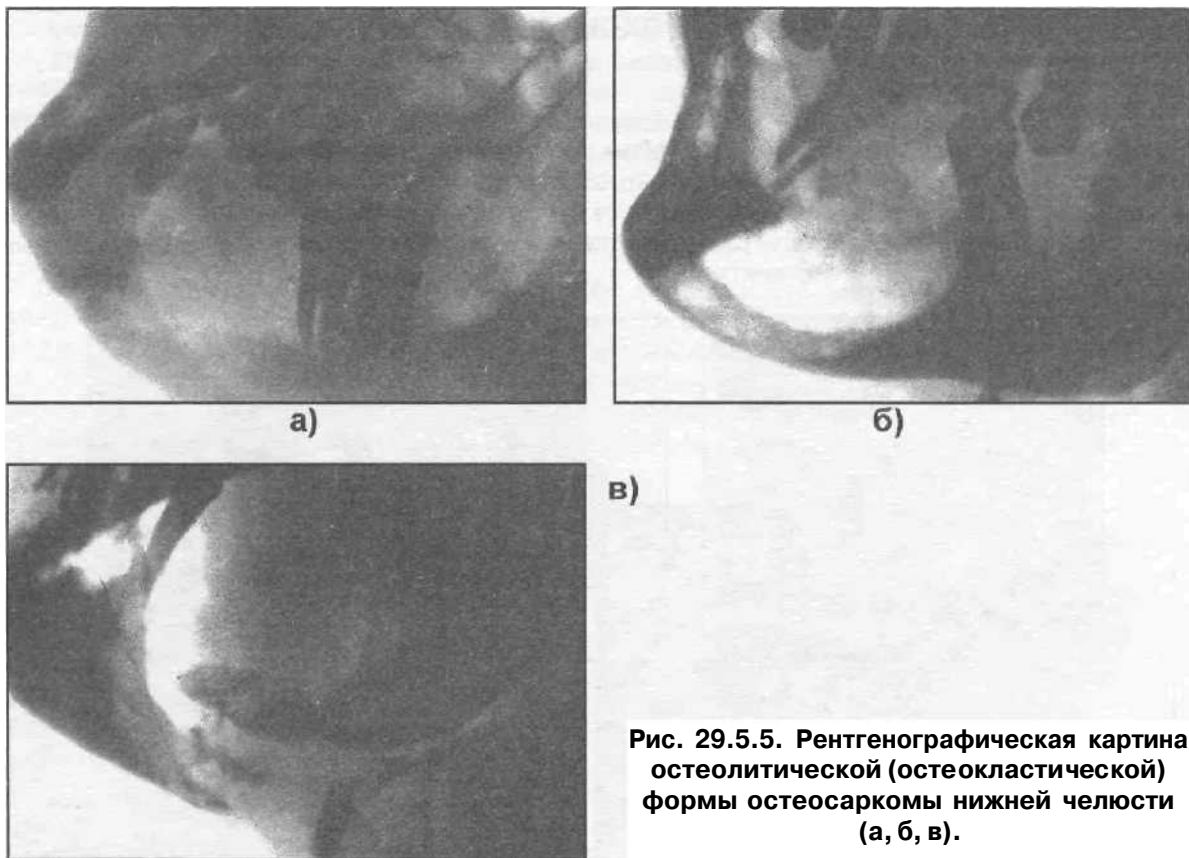 а)
б)
в)
Рис. 29.5.5. Рентгенографическая картина
остеолитической (остеокластической)
формы остеосаркомы нижней челюсти
(а, б, в).